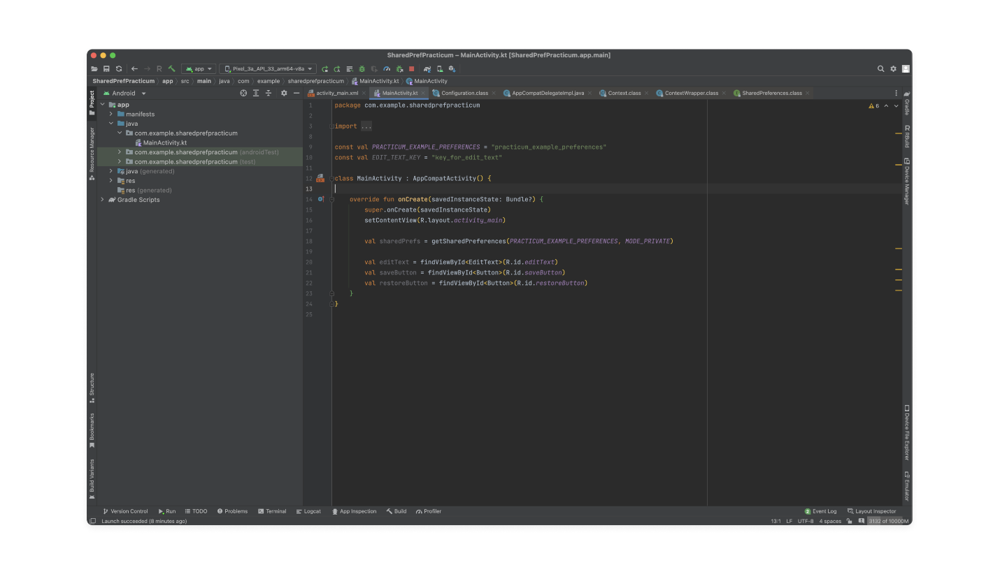 SharedPrefPracticum – MainActivity.kt [SharedPrefPracticum.app.main]
app Pixel_3a_API_33_arm64-v8a
SharedPrefPracticum app src main java com example sharedprefpracticum MainActivity.kt MainActivity
Android
activity_main.xml MainActivity.kt Configuration.class AppCompatDelegateImpl.java Context.class ContextWrapper.class SharedPreferences.class
Project
Resource Manager
Structure
Bookmarks
Build Variants
app
manifests
java
com.example.sharedprefpracticum
MainActivity.kt
com.example.sharedprefpracticum (androidTest)
com.example.sharedprefpracticum (test)
java (generated)
res
res (generated)
Gradle Scripts
1 package com.example.sharedprefpracticum
2
3 import ...
8
9 const val PRACTICUM_EXAMPLE_PREFERENCES = "practicum_example_preferences"
10 const val EDIT_TEXT_KEY = "key_for_edit_text"
11
12 class MainActivity : AppCompatActivity() {
13
14 override fun onCreate(savedInstanceState: Bundle?) {
15 super.onCreate(savedInstanceState)
16 setContentView(R.layout.activity_main)
17
18 val sharedPrefs = getSharedPreferences(PRACTICUM_EXAMPLE_PREFERENCES, MODE_PRIVATE)
19
20 val editText = findViewById<EditText>(R.id.editText)
21 val saveButton = findViewById<Button>(R.id.saveButton)
22 val restoreButton = findViewById<Button>(R.id.restoreButton)
23 }
24 }
25
6
Gradle
RBuild
Device Manager
Device File Explorer
Emulator
Version Control Run TODO Problems Terminal Logcat App Inspection Build Profiler 2 Event Log Layout Inspector
Launch succeeded (8 minutes ago) 13:1 LF UTF-8 4 spaces 3132 of 10000M